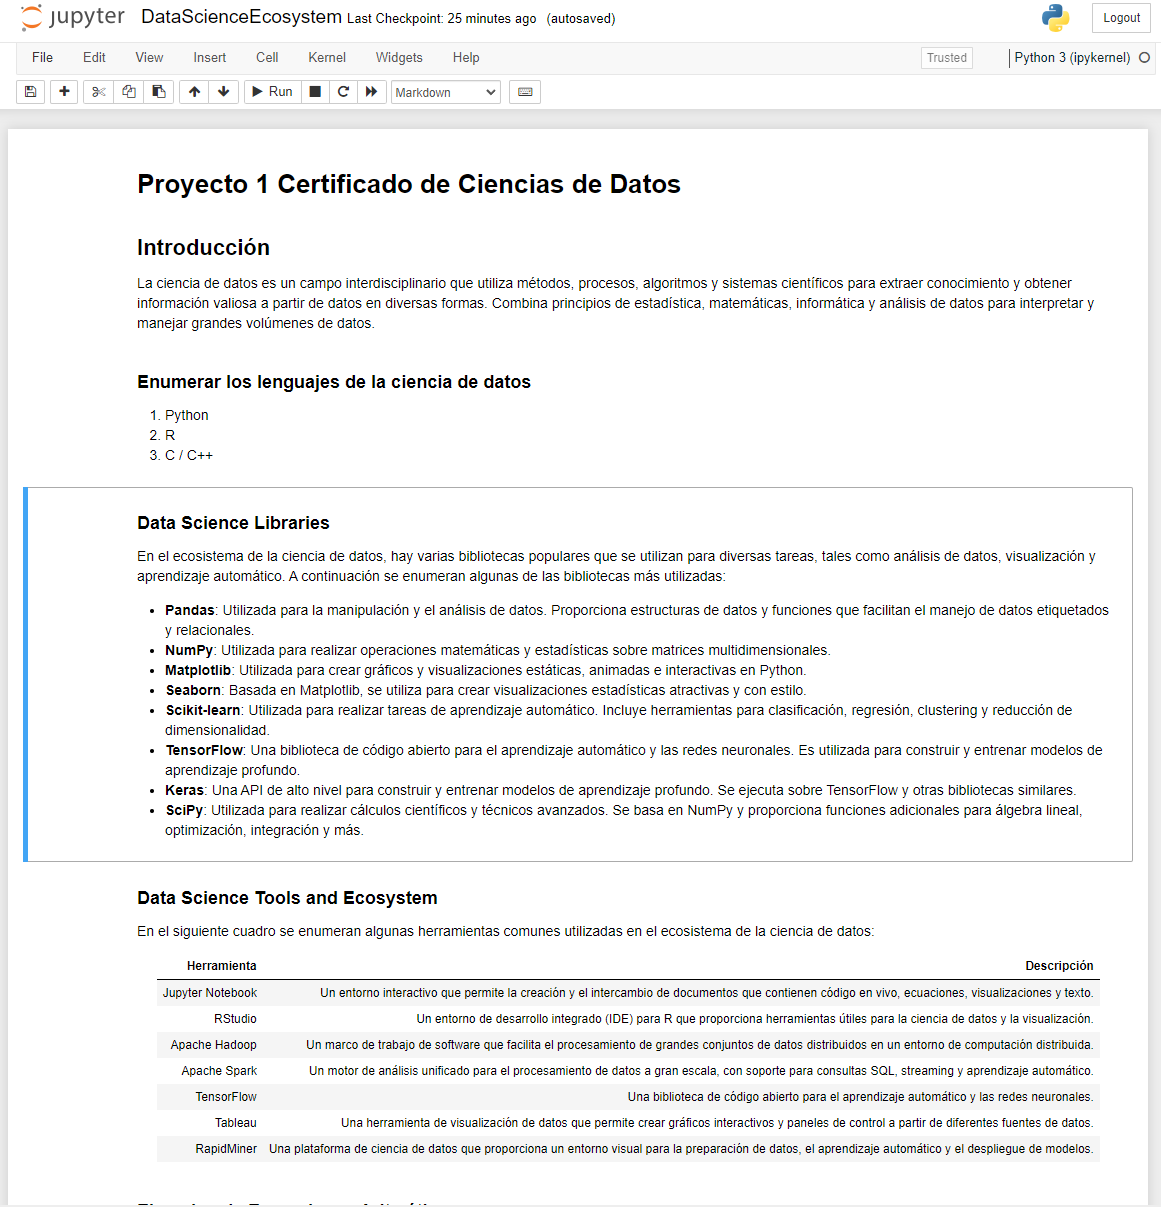 jupyter DataScienceEcosystem Last Checkpoint: 25 minutes ago (autosaved) Logout
File Edit View Insert Cell Kernel Widgets Help Trusted Python 3 (ipykernel)
Run Markdown
Proyecto 1 Certificado de Ciencias de Datos
Introducción
La ciencia de datos es un campo interdisciplinario que utiliza métodos, procesos, algoritmos y sistemas científicos para extraer conocimiento y obtener
información valiosa a partir de datos en diversas formas. Combina principios de estadística, matemáticas, informática y análisis de datos para interpretar y
manejar grandes volúmenes de datos.
Enumerar los lenguajes de la ciencia de datos
1. Python
2. R
3. C / C++
Data Science Libraries
En el ecosistema de la ciencia de datos, hay varias bibliotecas populares que se utilizan para diversas tareas, tales como análisis de datos, visualización y
aprendizaje automático. A continuación se enumeran algunas de las bibliotecas más utilizadas:
• Pandas: Utilizada para la manipulación y el análisis de datos. Proporciona estructuras de datos y funciones que facilitan el manejo de datos etiquetados
y relacionales.
• NumPy: Utilizada para realizar operaciones matemáticas y estadísticas sobre matrices multidimensionales.
• Matplotlib: Utilizada para crear gráficos y visualizaciones estáticas, animadas e interactivas en Python.
• Seaborn: Basada en Matplotlib, se utiliza para crear visualizaciones estadísticas atractivas y con estilo.
• Scikit-learn: Utilizada para realizar tareas de aprendizaje automático. Incluye herramientas para clasificación, regresión, clustering y reducción de
dimensionalidad.
• TensorFlow: Una biblioteca de código abierto para el aprendizaje automático y las redes neuronales. Es utilizada para construir y entrenar modelos de
aprendizaje profundo.
• Keras: Una API de alto nivel para construir y entrenar modelos de aprendizaje profundo. Se ejecuta sobre TensorFlow y otras bibliotecas similares.
• SciPy: Utilizada para realizar cálculos científicos y técnicos avanzados. Se basa en NumPy y proporciona funciones adicionales para álgebra lineal,
optimización, integración y más.
Data Science Tools and Ecosystem
En el siguiente cuadro se enumeran algunas herramientas comunes utilizadas en el ecosistema de la ciencia de datos:
Herramienta Descripción
Jupyter Notebook Un entorno interactivo que permite la creación y el intercambio de documentos que contienen código en vivo, ecuaciones, visualizaciones y texto.
RStudio Un entorno de desarrollo integrado (IDE) para R que proporciona herramientas útiles para la ciencia de datos y la visualización.
Apache Hadoop Un marco de trabajo de software que facilita el procesamiento de grandes conjuntos de datos distribuidos en un entorno de computación distribuida.
Apache Spark Un motor de análisis unificado para el procesamiento de datos a gran escala, con soporte para consultas SQL, streaming y aprendizaje automático.
TensorFlow Una biblioteca de código abierto para el aprendizaje automático y las redes neuronales.
Tableau Una herramienta de visualización de datos que permite crear gráficos interactivos y paneles de control a partir de diferentes fuentes de datos.
RapidMiner Una plataforma de ciencia de datos que proporciona un entorno visual para la preparación de datos, el aprendizaje automático y el despliegue de modelos.